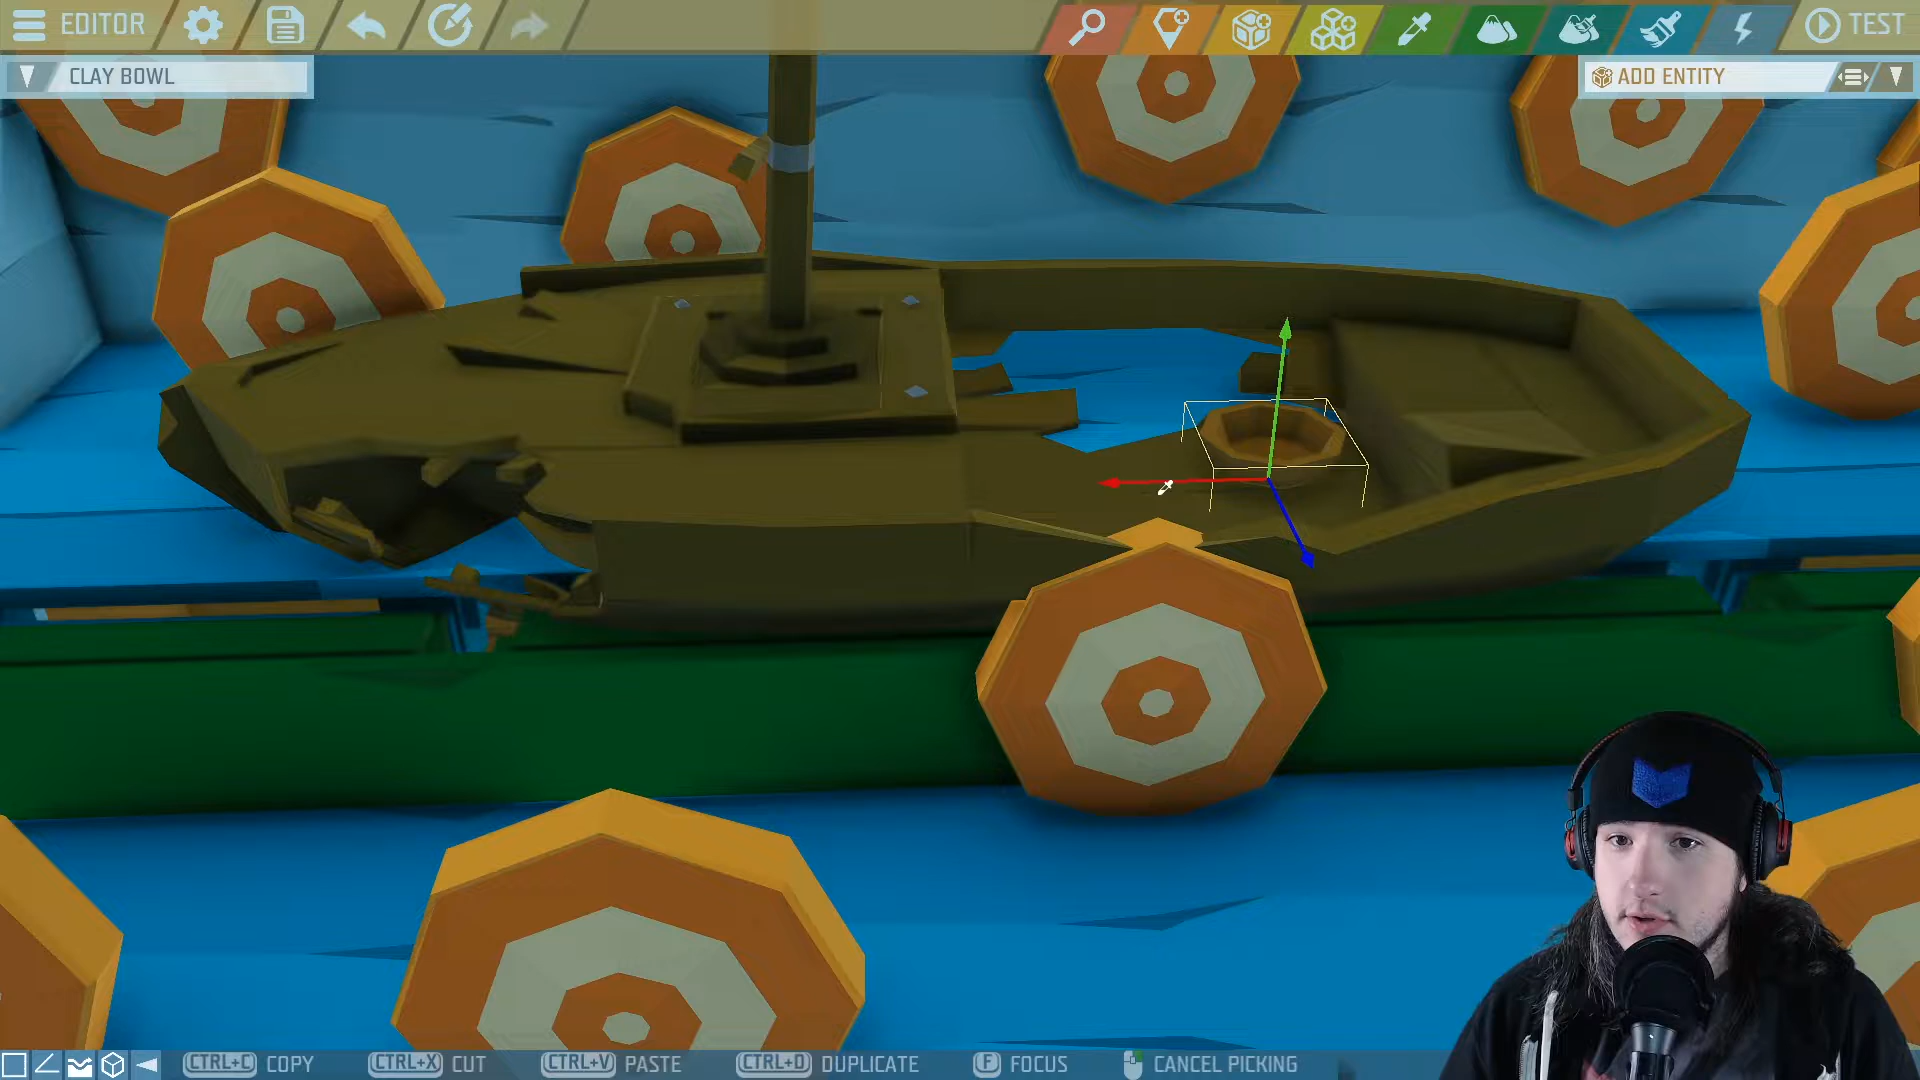 EDITOR
TEST
CLAY BOWL
ADD ENTITY
CTRL+C COPY CTRL+X CUT CTRL+V PASTE CTRL+D DUPLICATE F FOCUS CANCEL PICKING